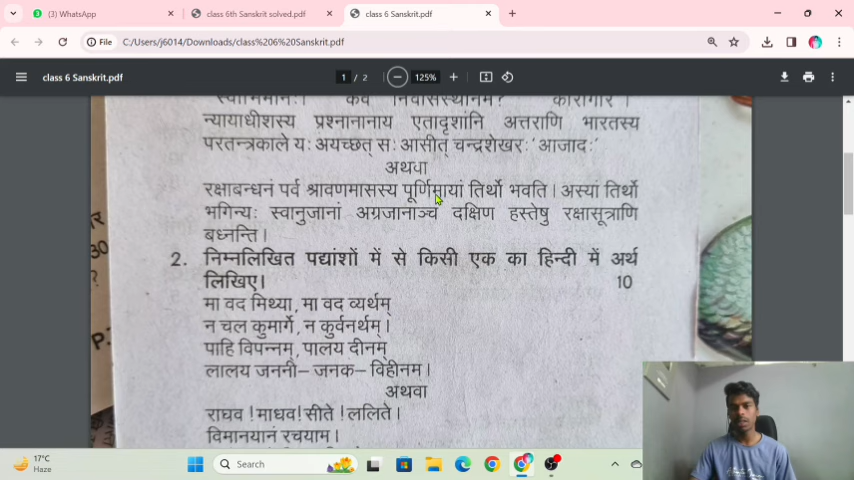 (3) WhatsApp
class 6th Sanskrit solved.pdf
class 6 Sanskrit.pdf
File
C:/Users/j6014/Downloads/class%206%20Sanskrit.pdf
class 6 Sanskrit.pdf
1 / 2
125%
न्यायाधीशस्य प्रश्नानानाय एतादृशांनि अत्तराणि भारतस्य
परतन्त्रकाले यः अयच्छत् सः आसीत् चन्द्रशेखरः 'आजादः'
अथवा
रक्षाबन्धनं पर्व श्रावणमासस्य पूर्णिमायां तिर्थो भवति। अस्यां तिर्थो
भगिन्यः स्वानुजानां अग्रजानाञ्च दक्षिण हस्तेषु रक्षासूत्राणि
बध्नन्ति।
2. निम्नलिखित पद्यांशों में से किसी एक का हिन्दी में अर्थ
लिखिए। 10
मा वद मिथ्या, मा वद व्यर्थम्
न चल कुमार्गे, न कुर्वनर्थम्।
पाहि विपन्नम्, पालय दीनम्
लालय जननी– जनक– विहीनम।
अथवा
राघव ! माधव! सीते ! ललिते।
विमानयानं रचयाम।
र
30
?
P.
17°C
Haze
Search